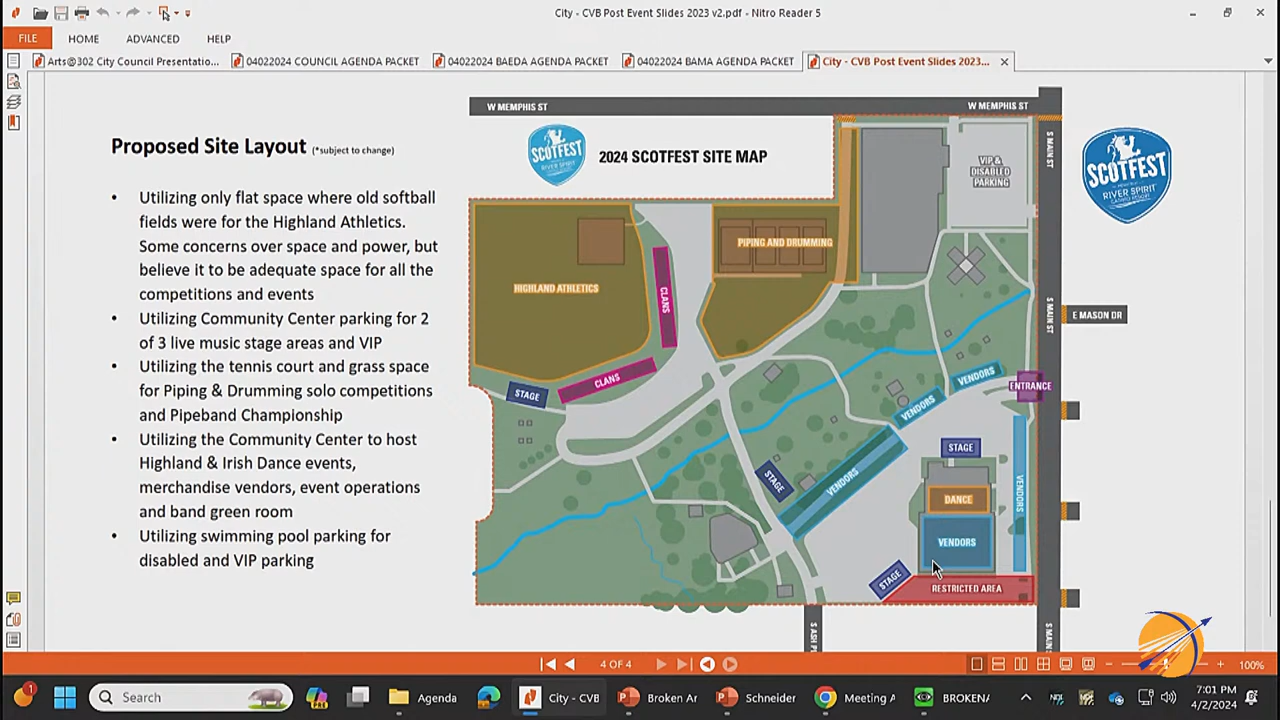 City - CVB Post Event Slides 2023 v2.pdf - Nitro Reader 5
FILE
HOME
ADVANCED
HELP
Arts@302 City Council Presentatio...
04022024 COUNCIL AGENDA PACKET
04022024 BAEDA AGENDA PACKET
04022024 BAMA AGENDA PACKET
City - CVB Post Event Slides 2023...
Proposed Site Layout (*subject to change)
• Utilizing only flat space where old softball
fields were for the Highland Athletics.
Some concerns over space and power, but
believe it to be adequate space for all the
competitions and events
• Utilizing Community Center parking for 2
of 3 live music stage areas and VIP
• Utilizing the tennis court and grass space
for Piping & Drumming solo competitions
and Pipeband Championship
• Utilizing the Community Center to host
Highland & Irish Dance events,
merchandise vendors, event operations
and band green room
• Utilizing swimming pool parking for
disabled and VIP parking
W MEMPHIS ST
W MEMPHIS ST
SCOTFEST
RIVER SPIRIT
2024 SCOTFEST SITE MAP
S MAIN ST
VIP &
DISABLED
PARKING
SCOTFEST
RIVER SPIRIT
CASINO RESORT
PIPING AND DRUMMING
HIGHLAND ATHLETICS
CLANS
S MAIN ST
E MASON DR
CLANS
STAGE
VENDORS
ENTRANCE
VENDORS
STAGE
STAGE
VENDORS
VENDORS
DANCE
VENDORS
STAGE
RESTRICTED AREA
S ASH PL
S MAIN
4 OF 4
100%
1
Search
Agenda
City - CVB
Broken Ar
Schneider
Meeting A
BROKENA
7:01 PM
4/2/2024